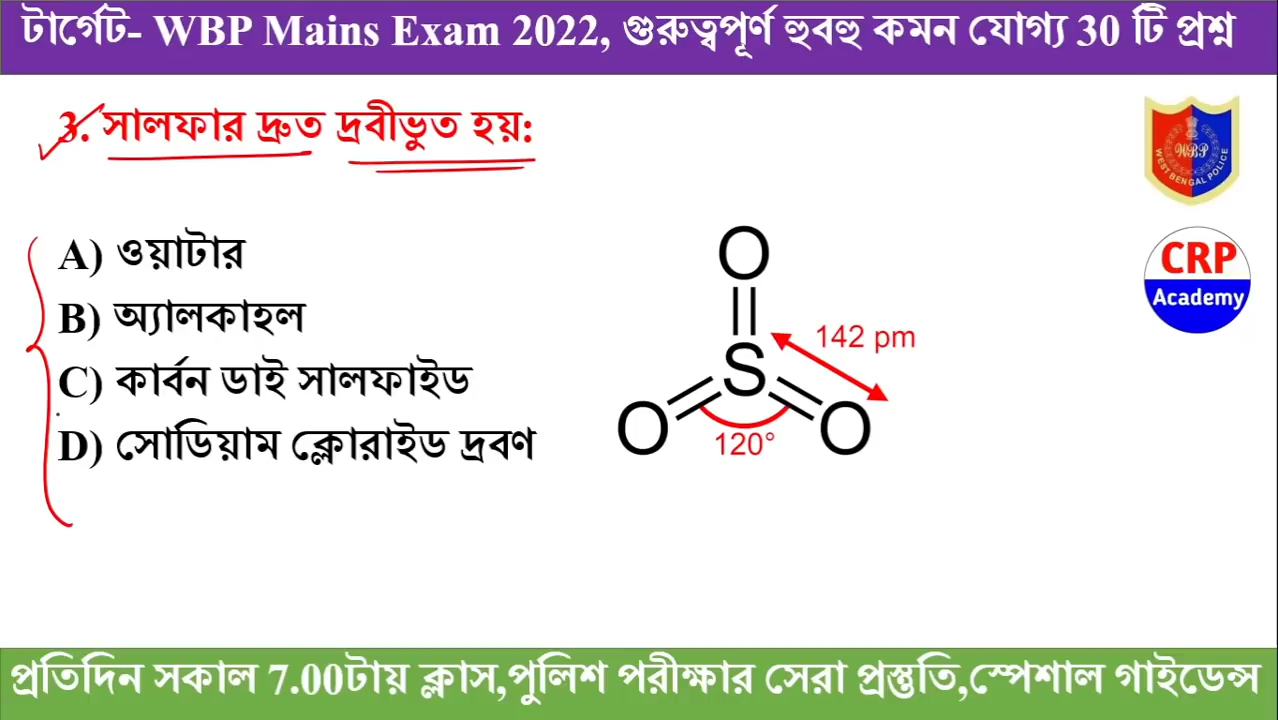 টার্গেট- WBP Mains Exam 2022, গুরুত্বপূর্ণ হুবহু কমন যোগ্য 30 টি প্রশ্ন
3. সালফার দ্রুত দ্রবীভুত হয়:
A) ওয়াটার
B) অ্যালকাহল
C) কার্বন ডাই সালফাইড
D) সোডিয়াম ক্লোরাইড দ্রবণ
O
S
O
O
142 pm
120°
WBP
WEST BENGAL POLICE
CRP
Academy
প্রতিদিন সকাল 7.00টায় ক্লাস,পুলিশ পরীক্ষার সেরা প্রস্তুতি,স্পেশাল গাইডেন্স